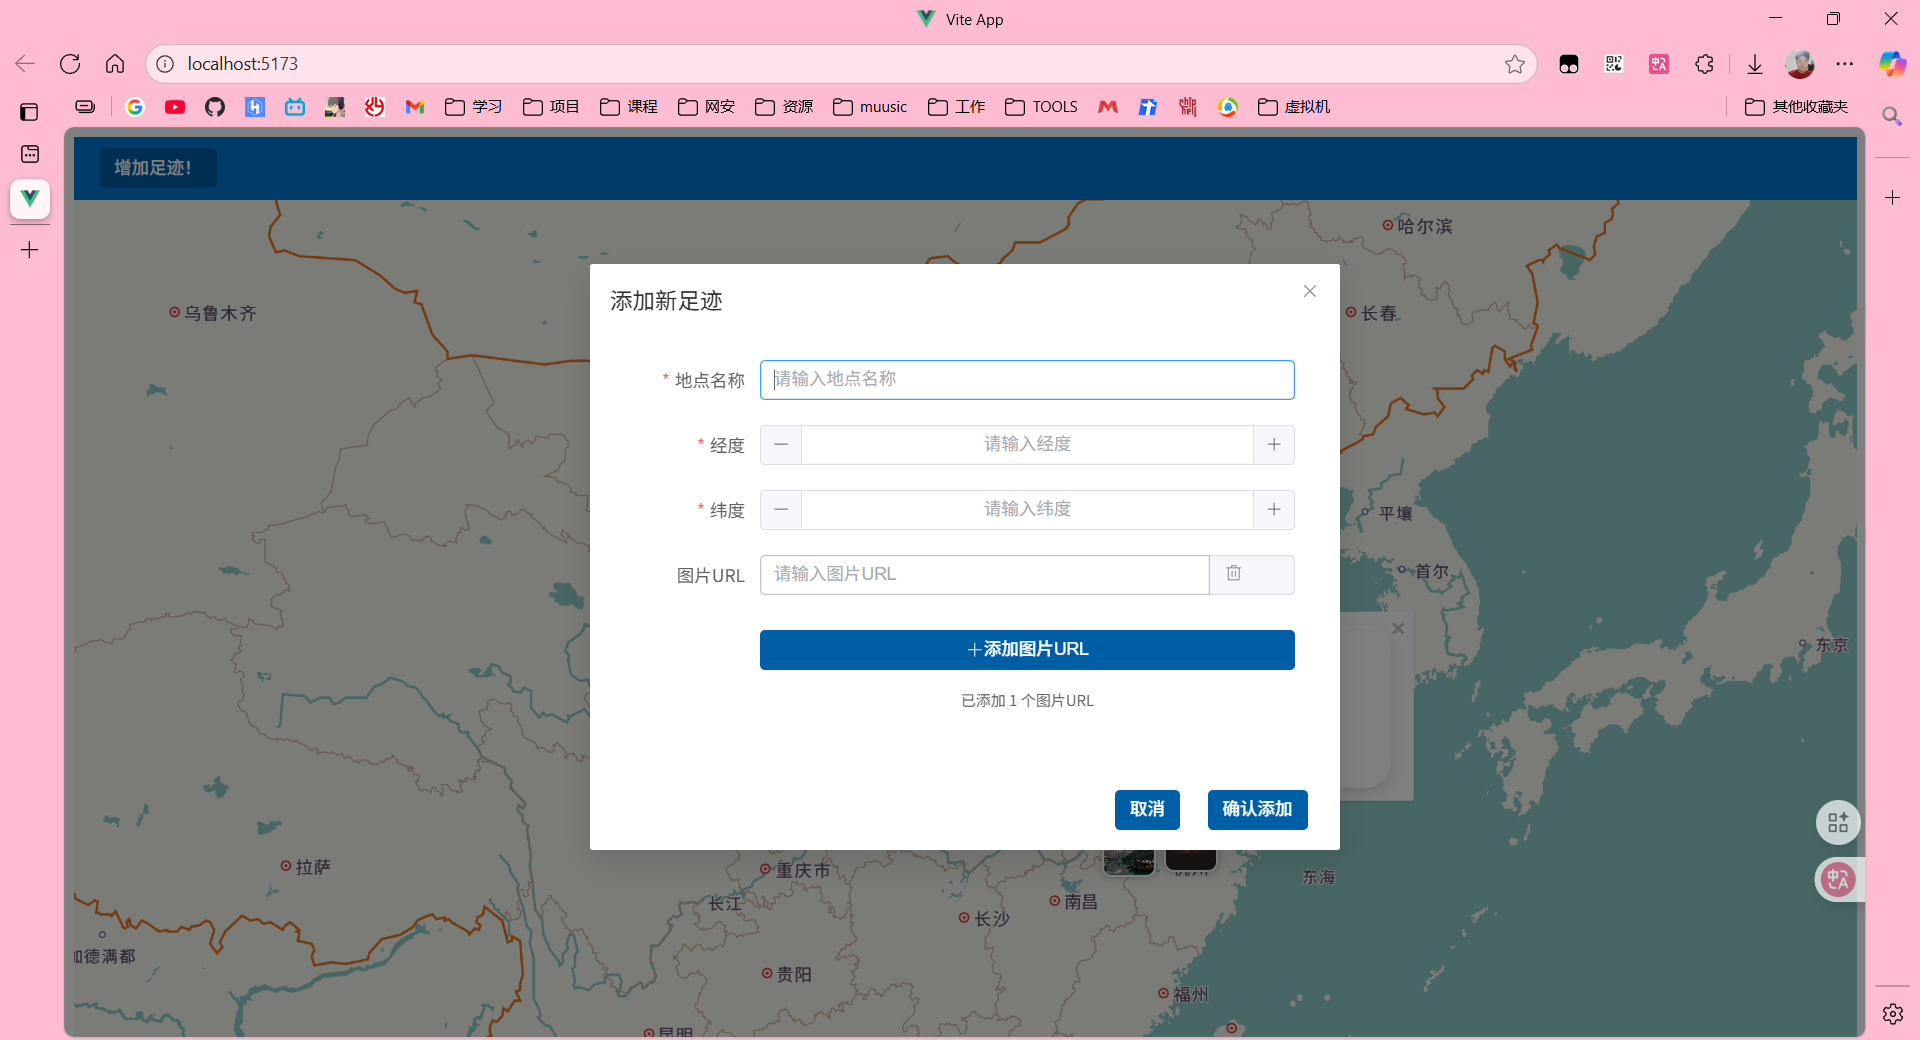 Vite App
localhost:5173
学习
项目
课程
网安
资源
muusic
工作
TOOLS
虚拟机
其他收藏夹
增加足迹！
哈尔滨
乌鲁木齐
长春
添加新足迹
* 地点名称
请输入地点名称
* 经度
请输入经度
* 纬度
请输入纬度
平壤
图片URL
请输入图片URL
首尔
东京
添加图片URL
已添加 1 个图片URL
取消
确认添加
拉萨
重庆市
东海
长江
南昌
长沙
加德满都
贵阳
福州
昆明